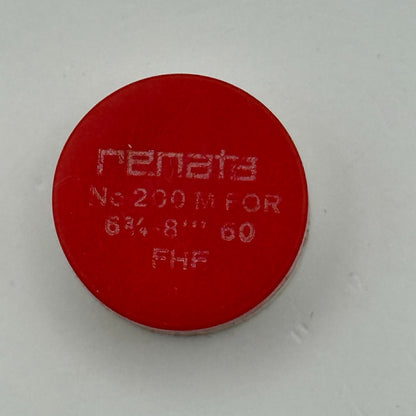 renata
No 200 M FOR
6¾-8''' 60
FHF